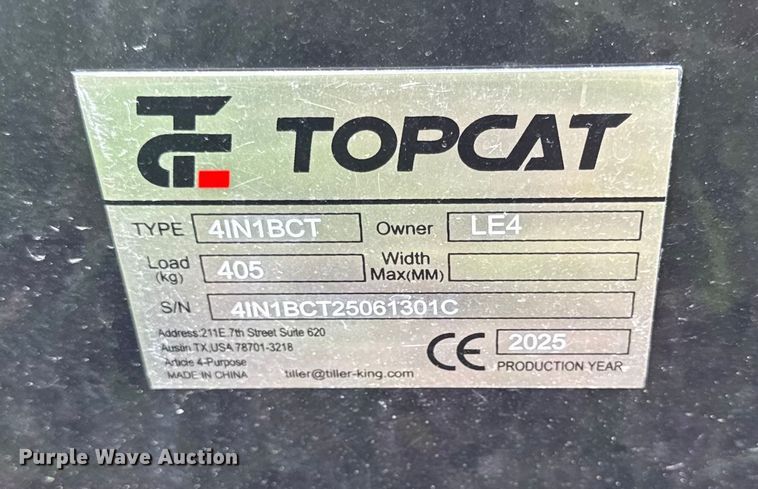 TC TOPCAT
TYPE 4IN1BCT Owner LE4
Load (kg) 405 Width Max(MM)
S/N 4IN1BCT25061301C
Address:211E.7th Street Suite 620
Austin TX,USA 78701-3218
Article 4-Purpose
MADE IN CHINA tiller@tiller-king.com
CE 2025
PRODUCTION YEAR
Purple Wave Auction